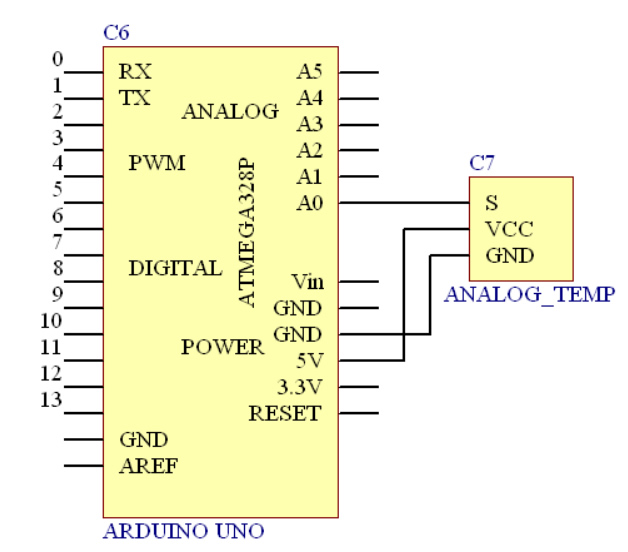 C6
0
RX
A5
1
TX
A4
2
ANALOG
A3
3
PWM
A2
4
A1
5
A0
6
ATMEGA328P
7
DIGITAL
8
Vin
9
GND
10
GND
POWER
11
5V
12
3.3V
13
RESET
GND
AREF
ARDUINO UNO
C7
S
VCC
GND
ANALOG_TEMP